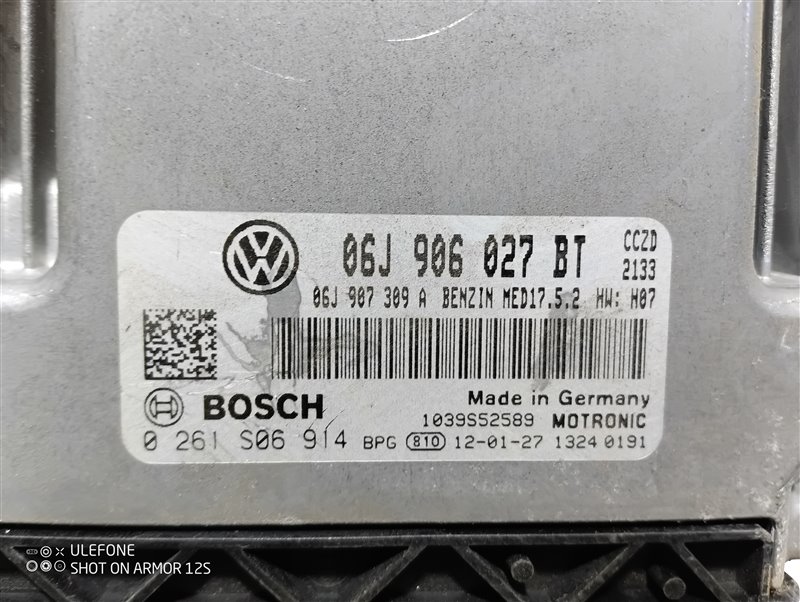 06J 906 027 BT CCZD
2133
06J 907 309 A BENZIN MED17.5.2 HW: H07
Made in Germany
BOSCH
1039S52589 MOTRONIC
0 261 S06 914 BPG 810 12-01-27 1324 0191
ULEFONE
SHOT ON ARMOR 12S